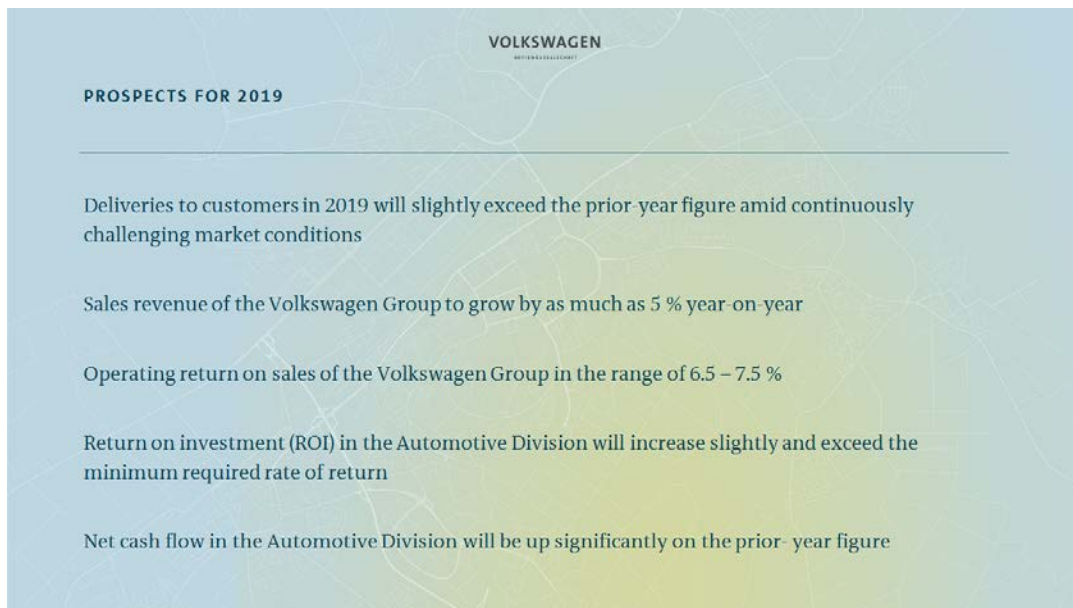 VOLKSWAGEN
AKTIENGESELLSCHAFT
PROSPECTS FOR 2019
Deliveries to customers in 2019 will slightly exceed the prior-year figure amid continuously
challenging market conditions
Sales revenue of the Volkswagen Group to grow by as much as 5 % year-on-year
Operating return on sales of the Volkswagen Group in the range of 6.5 – 7.5 %
Return on investment (ROI) in the Automotive Division will increase slightly and exceed the
minimum required rate of return
Net cash flow in the Automotive Division will be up significantly on the prior- year figure